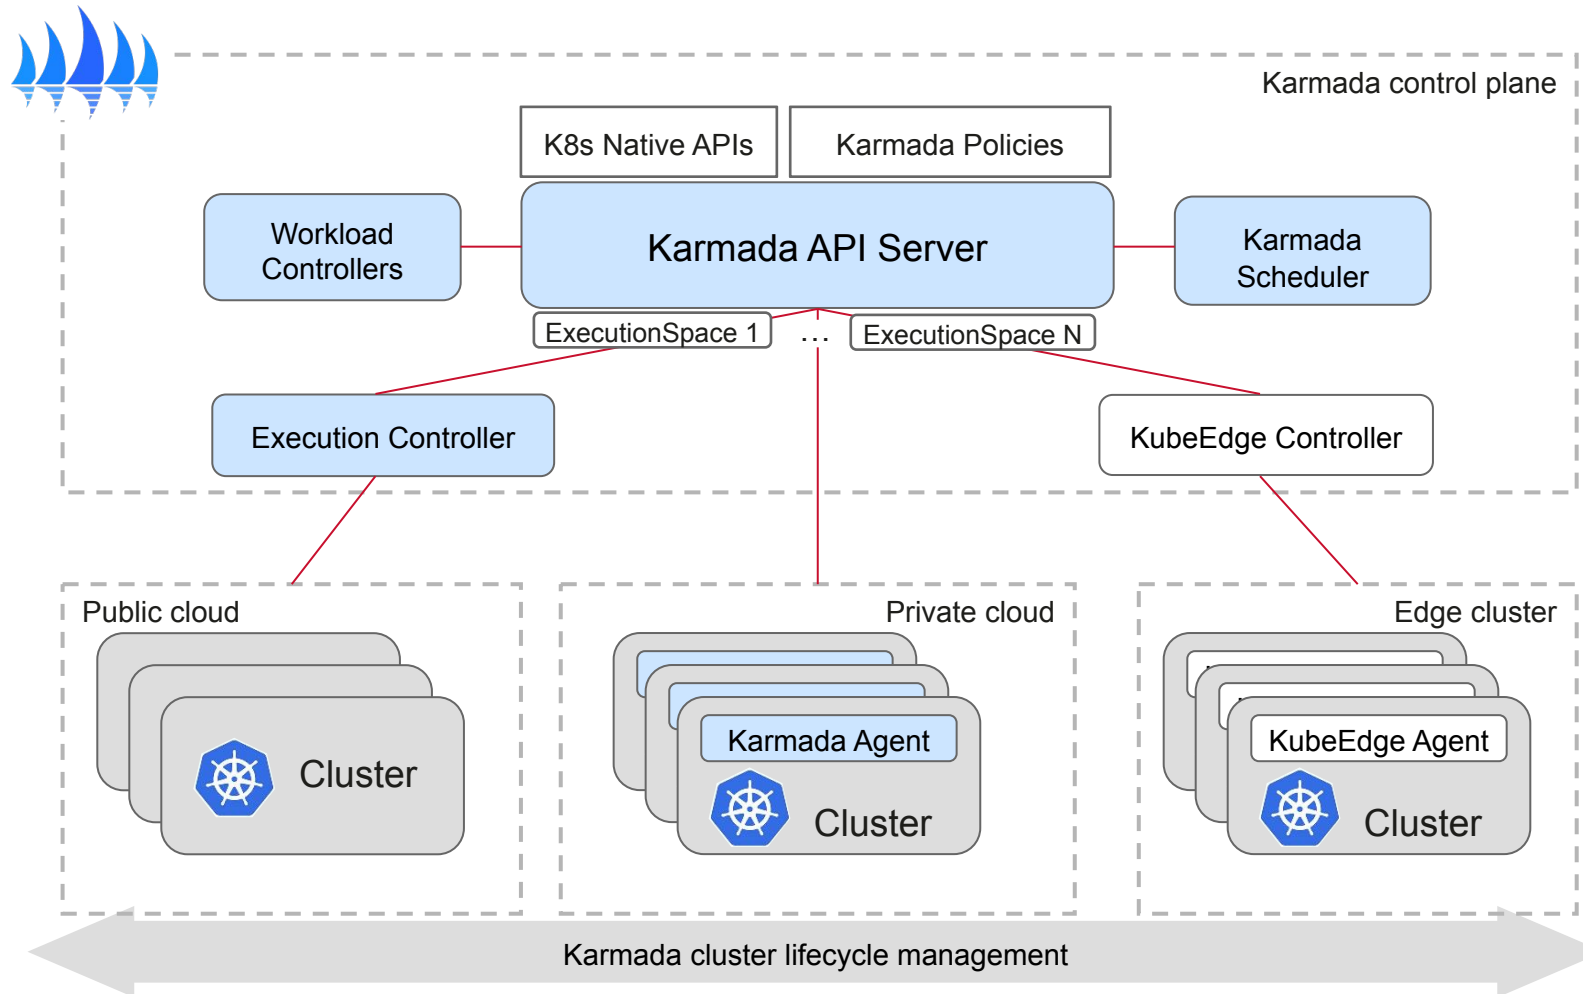 Karmada control plane
K8s Native APIs
Karmada Policies
Workload
Controllers
Karmada API Server
Karmada
Scheduler
ExecutionSpace 1
...
ExecutionSpace N
Execution Controller
KubeEdge Controller
Public cloud
Private cloud
Edge cluster
Karmada Agent
KubeEdge Agent
Cluster
Cluster
Cluster
Karmada cluster lifecycle management